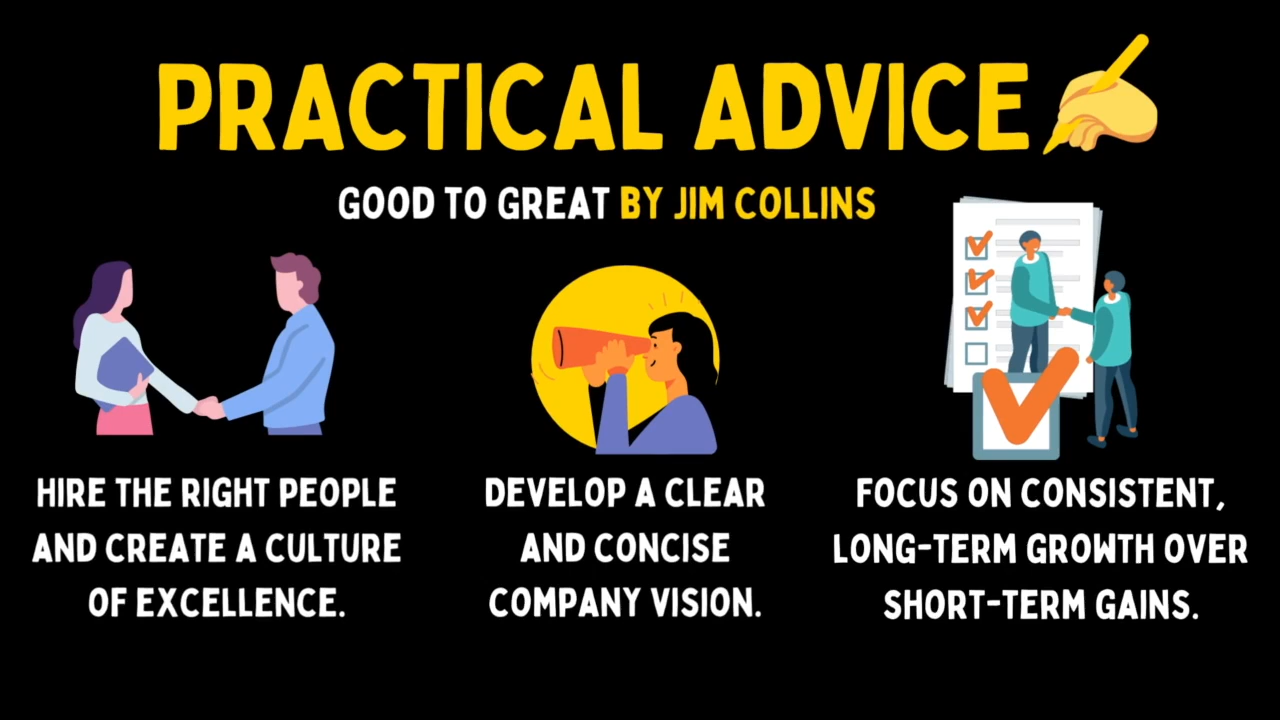 PRACTICAL ADVICE
GOOD TO GREAT BY JIM COLLINS
HIRE THE RIGHT PEOPLE
AND CREATE A CULTURE
OF EXCELLENCE.
DEVELOP A CLEAR
AND CONCISE
COMPANY VISION.
FOCUS ON CONSISTENT,
LONG-TERM GROWTH OVER
SHORT-TERM GAINS.